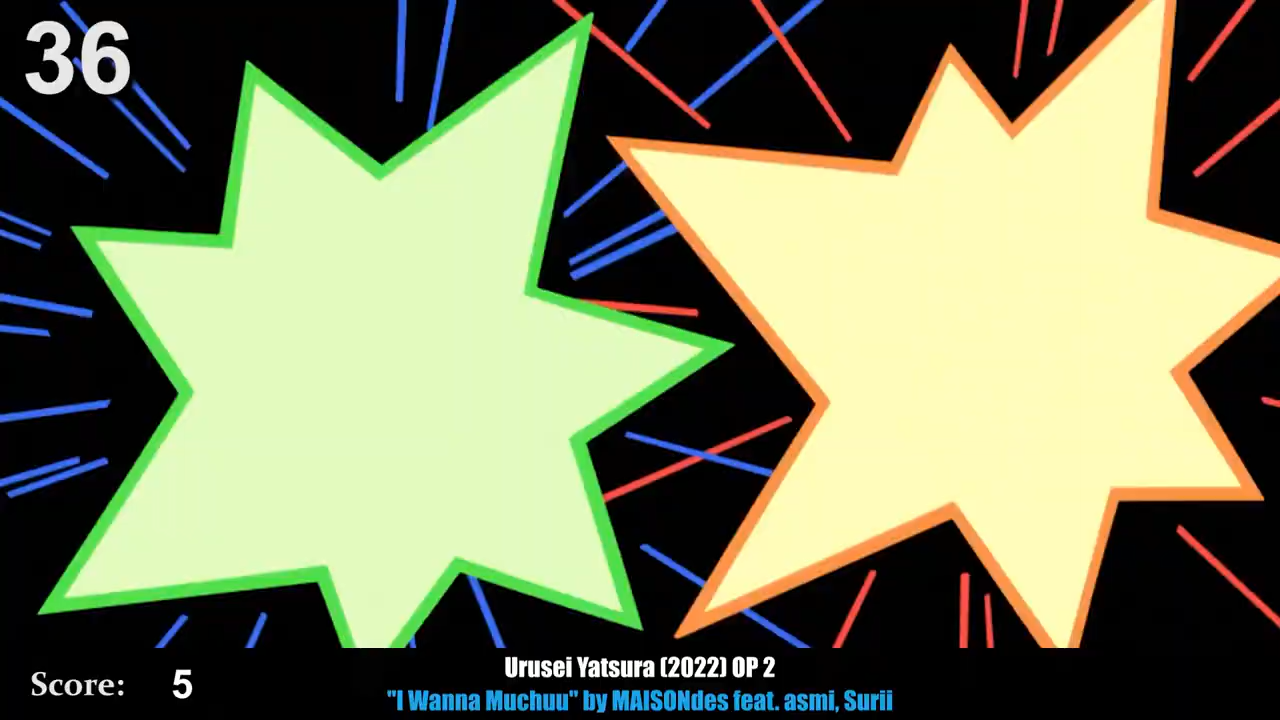 36
Score: 5
Urusei Yatsura (2022) OP 2
"I Wanna Muchuu" by MAISONdes feat. asmi, Surii